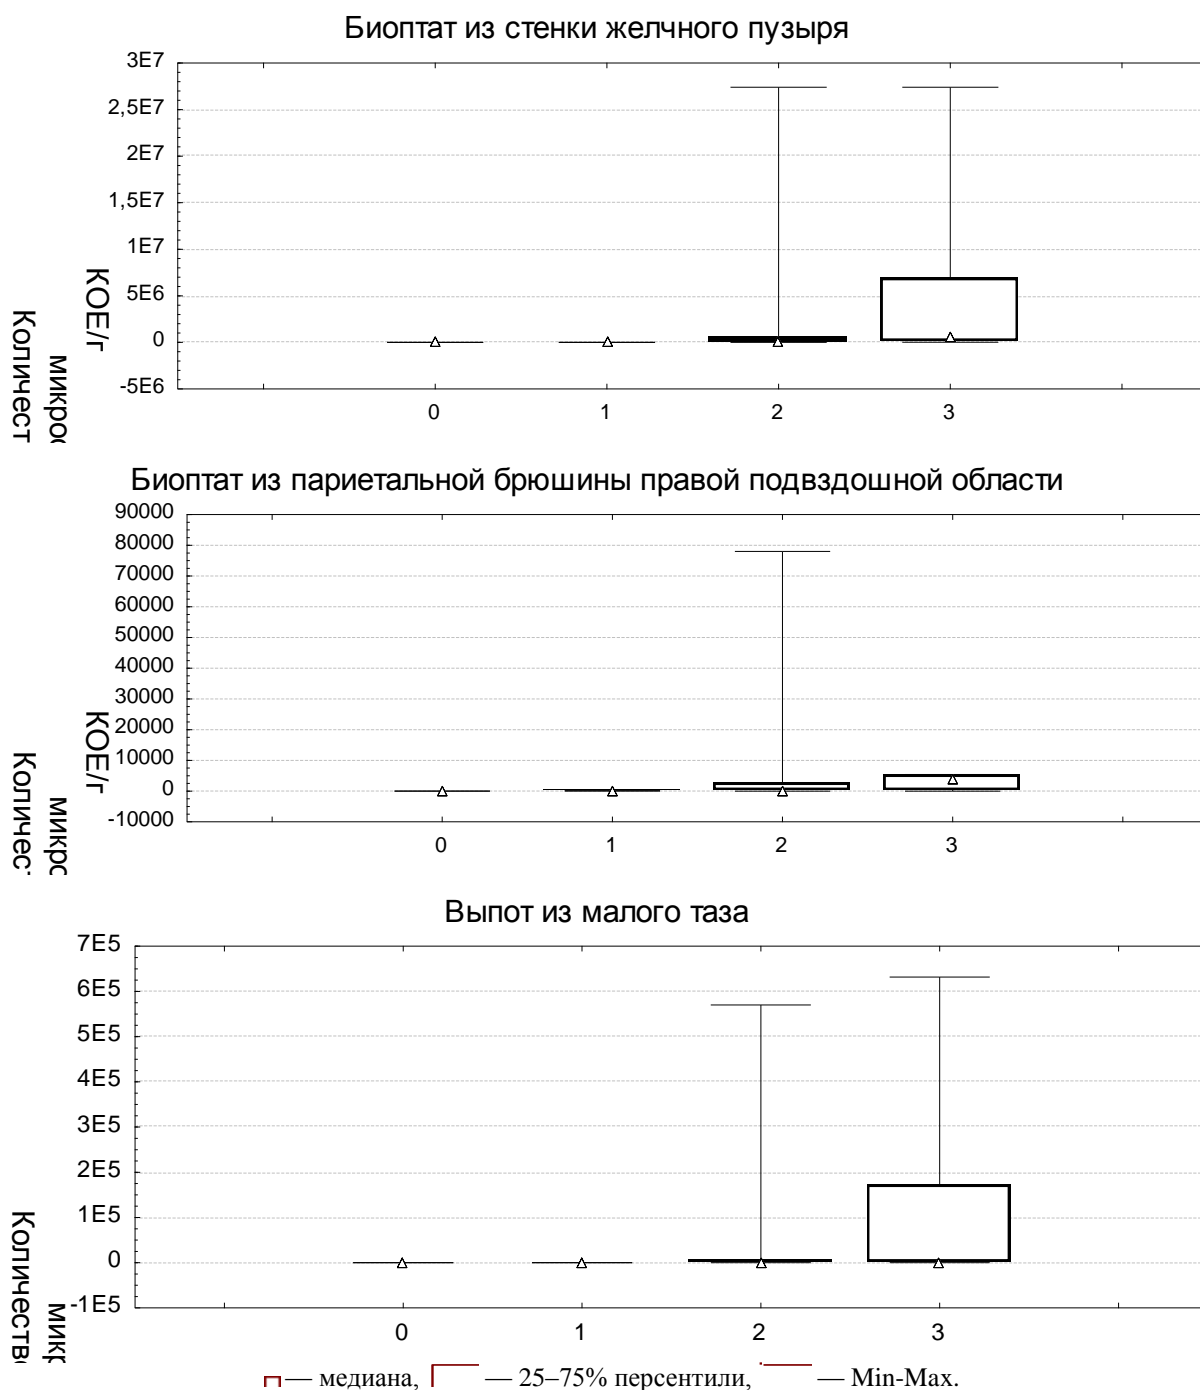 Биоптат из стенки желчного пузыря
3E7
2,5E7
2E7
1,5E7
1E7
5E6
0
-5E6
КОЕ/г
0 1 2 3
Биоптат из париетальной брюшины правой подвздошной области
90000
80000
70000
60000
50000
40000
30000
20000
10000
0
-10000
КОЕ/г
0 1 2 3
Выпот из малого таза
7E5
6E5
5E5
4E5
3E5
2E5
1E5
0
-1E5
Количество
0 1 2 3
— медиана, — 25–75% персентили, — Min-Max.